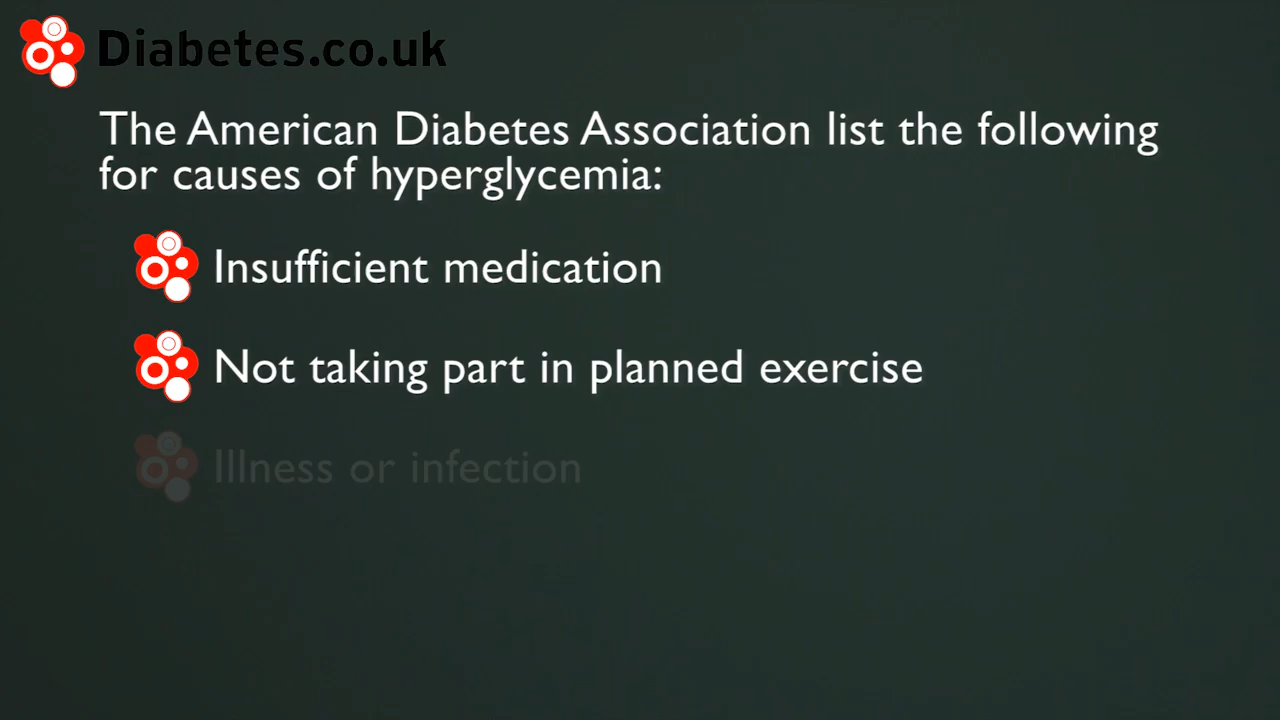 Diabetes.co.uk
The American Diabetes Association list the following
for causes of hyperglycemia:
Insufficient medication
Not taking part in planned exercise
Illness or infection